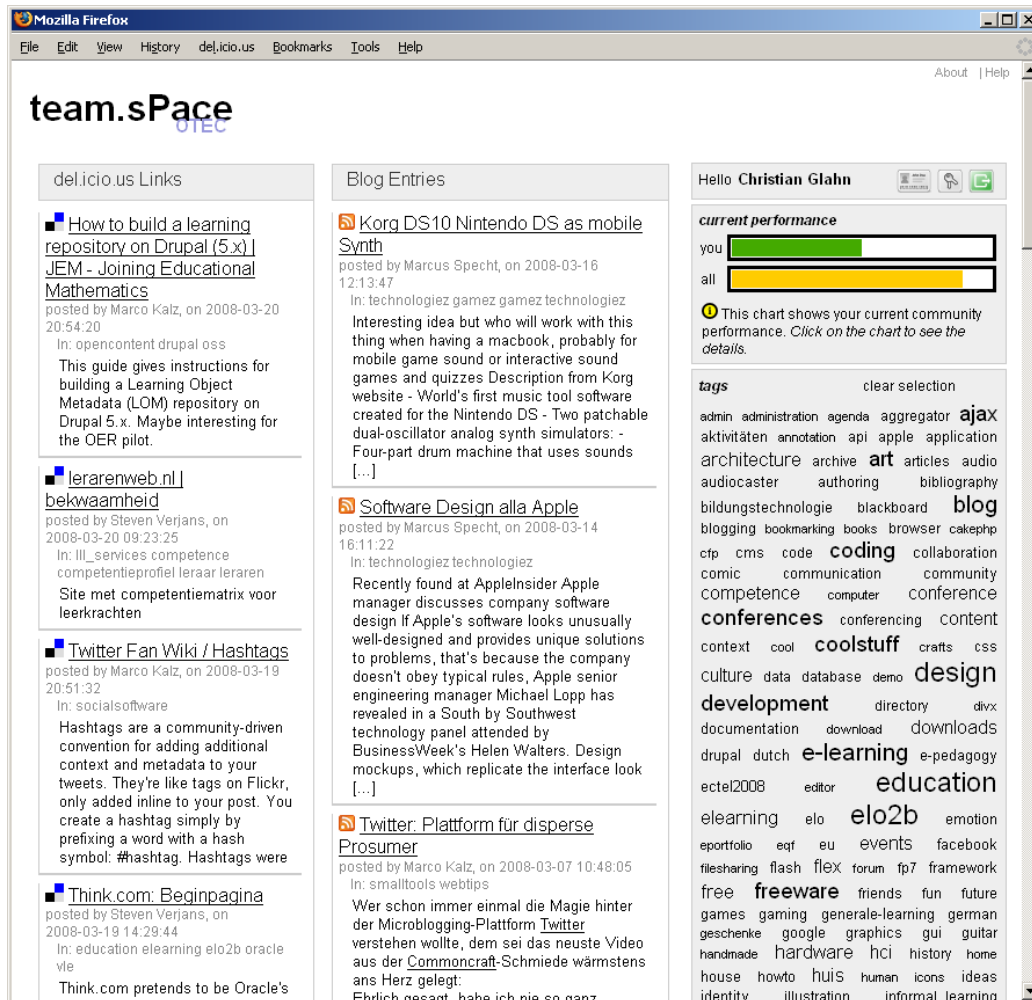 Mozilla Firefox
File Edit View History del.icio.us Bookmarks Tools Help
About | Help
team.sPace
OTEC
del.icio.us Links
How to build a learning
repository on Drupal (5.x) |
JEM - Joining Educational
Mathematics
posted by Marco Kalz, on 2008-03-20
20:54:20
In: opencontent drupal oss
This guide gives instructions for
building a Learning Object
Metadata (LOM) repository on
Drupal 5.x. Maybe interesting for
the OER pilot.
lerarenweb.nl |
bekwaamheid
posted by Steven Verjans, on
2008-03-20 09:23:25
In: lll_services competence
competentieprofiel leraar leraren
Site met competentiematrix voor
leerkrachten
Twitter Fan Wiki / Hashtags
posted by Marco Kalz, on 2008-03-19
20:51:32
In: socialsoftware
Hashtags are a community-driven
convention for adding additional
context and metadata to your
tweets. They're like tags on Flickr,
only added inline to your post. You
create a hashtag simply by
prefixing a word with a hash
symbol: #hashtag. Hashtags were
Think.com: Beginpagina
posted by Steven Verjans, on
2008-03-19 14:29:44
In: education elearning elo2b oracle
vle
Think.com pretends to be Oracle's
Blog Entries
Korg DS10 Nintendo DS as mobile
Synth
posted by Marcus Specht, on 2008-03-16
12:13:47
In: technologiez gamez gamez technologiez
Interesting idea but who will work with this
thing when having a macbook, probably for
mobile game sound or interactive sound
games and quizzes Description from Korg
website - World's first music tool software
created for the Nintendo DS - Two patchable
dual-oscillator analog synth simulators: -
Four-part drum machine that uses sounds
[...]
Software Design alla Apple
posted by Marcus Specht, on 2008-03-14
16:11:22
In: technologiez technologiez
Recently found at AppleInsider Apple
manager discusses company software
design If Apple's software looks unusually
well-designed and provides unique solutions
to problems, that's because the company
doesn't obey typical rules, Apple senior
engineering manager Michael Lopp has
revealed in a South by Southwest
technology panel attended by
BusinessWeek's Helen Walters. Design
mockups, which replicate the interface look
[...]
Twitter: Plattform für disperse
Prosumer
posted by Marco Kalz, on 2008-03-07 10:48:05
In: smalltools webtips
Wer schon immer einmal die Magie hinter
der Microblogging-Plattform Twitter
verstehen wollte, dem sei das neuste Video
aus der Commoncraft-Schmiede wärmstens
ans Herz gelegt:
Ehrlich gesagt, habe ich nie so ganz
Hello Christian Glahn
current performance
you
all
This chart shows your current community
performance. Click on the chart to see the
details.
tags clear selection
admin administration agenda aggregator ajax
aktivitäten annotation api apple application
architecture archive art articles audio
audiocaster authoring bibliography
bildungstechnologie blackboard blog
blogging bookmarking books browser cakephp
cfp cms code coding collaboration
comic communication community
competence computer conference
conferences conferencing content
context cool coolstuff crafts css
culture data database demo design
development directory divx
documentation download downloads
drupal dutch e-learning e-pedagogy
ectel2008 editor education
elearning elo elo2b emotion
eportfolio eqf eu events facebook
filesharing flash flex forum fp7 framework
free freeware friends fun future
games gaming generale-learning german
geschenke google graphics gui guitar
handmade hardware hci history home
house howto huis human icons ideas
identity illustration informal learning